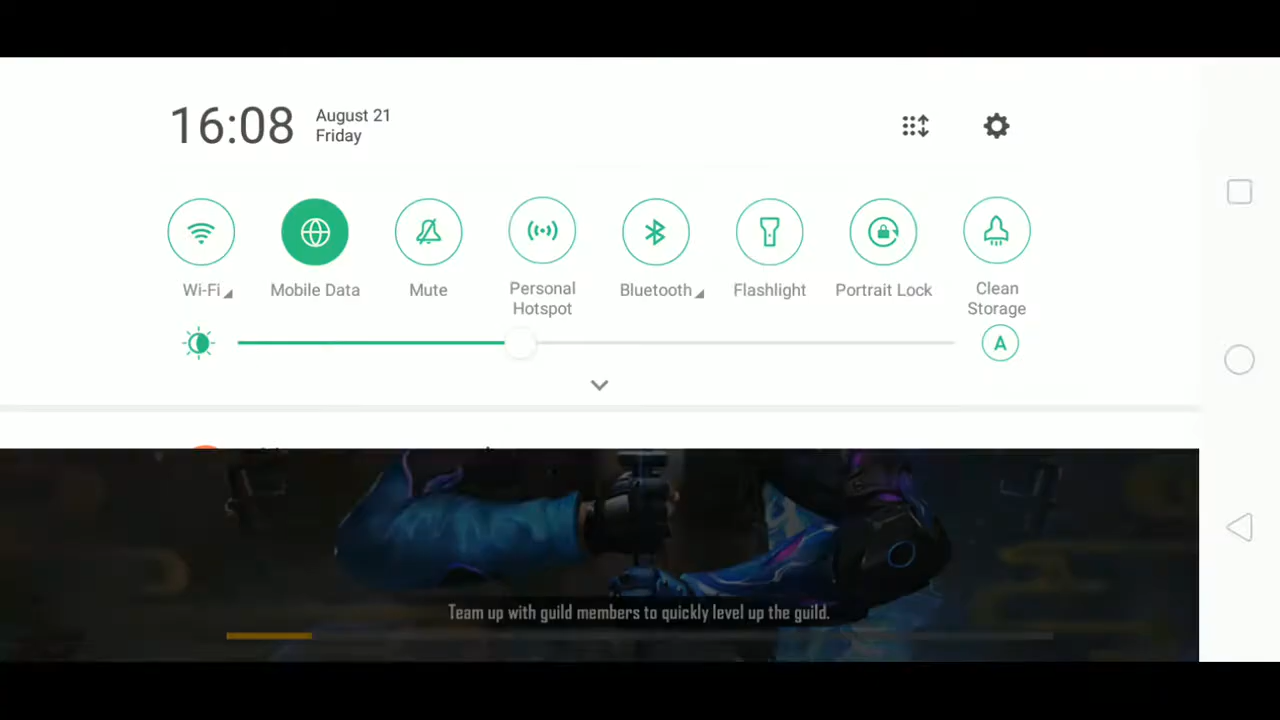 16:08
August 21
Friday
Wi-Fi
Mobile Data
Mute
Personal
Hotspot
Bluetooth
Flashlight
Portrait Lock
Clean
Storage
A
Team up with guild members to quickly level up the guild.